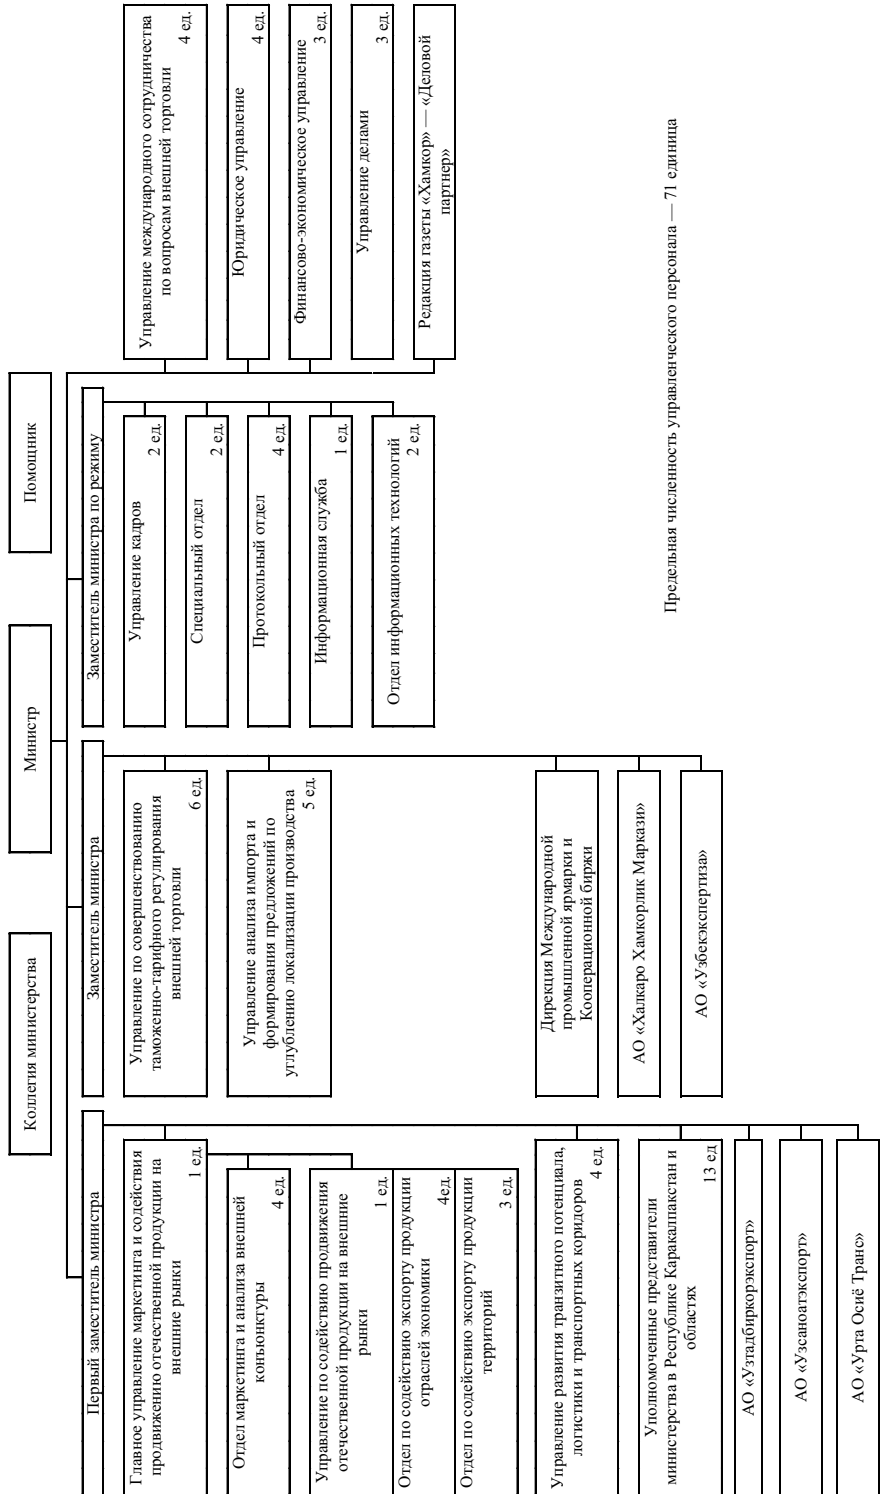 Коллегия министерства
Министр
Помощник
Первый заместитель министра
Главное управление маркетинга и содействия
продвижению отечественной продукции на
внешние рынки
1 ед.
Отдел маркетинга и анализа внешней
конъюнктуры
4 ед.
Управление по содействию продвижения
отечественной продукции на внешние
рынки
1 ед.
Отдел по содействию экспорту продукции
отраслей экономики
4ед.
Отдел по содействию экспорту продукции
территорий
3 ед.
Управление развития транзитного потенциала,
логистики и транспортных коридоров
4 ед.
Уполномоченные представители
министерства в Республике Каракалпакстан и
областях
13 ед
АО «Узтадбиркорэкспорт»
АО «Узсаноатэкспорт»
АО «Урта Осиё Транс»
Заместитель министра
Управление по совершенствованию
таможенно-тарифного регулирования
внешней торговли
6 ед.
Управление анализа импорта и
формирования предложений по
углублению локализации производства
5 ед.
Дирекция Международной
промышленной ярмарки и
Кооперационной биржи
АО «Халкаро Хамкорлик Маркази»
АО «Узбекэкспертиза»
Заместитель министра по режиму
Управление кадров
2 ед.
Специальный отдел
2 ед.
Протокольный отдел
4 ед.
Информационная служба
1 ед.
Отдел информационных технологий
2 ед.
Управление международного сотрудничества
по вопросам внешней торговли
4 ед.
Юридическое управление
4 ед.
Финансово-экономическое управление
3 ед.
Управление делами
3 ед.
Редакция газеты «Хамкор» — «Деловой
партнер»
Предельная численность управленческого персонала — 71 единица